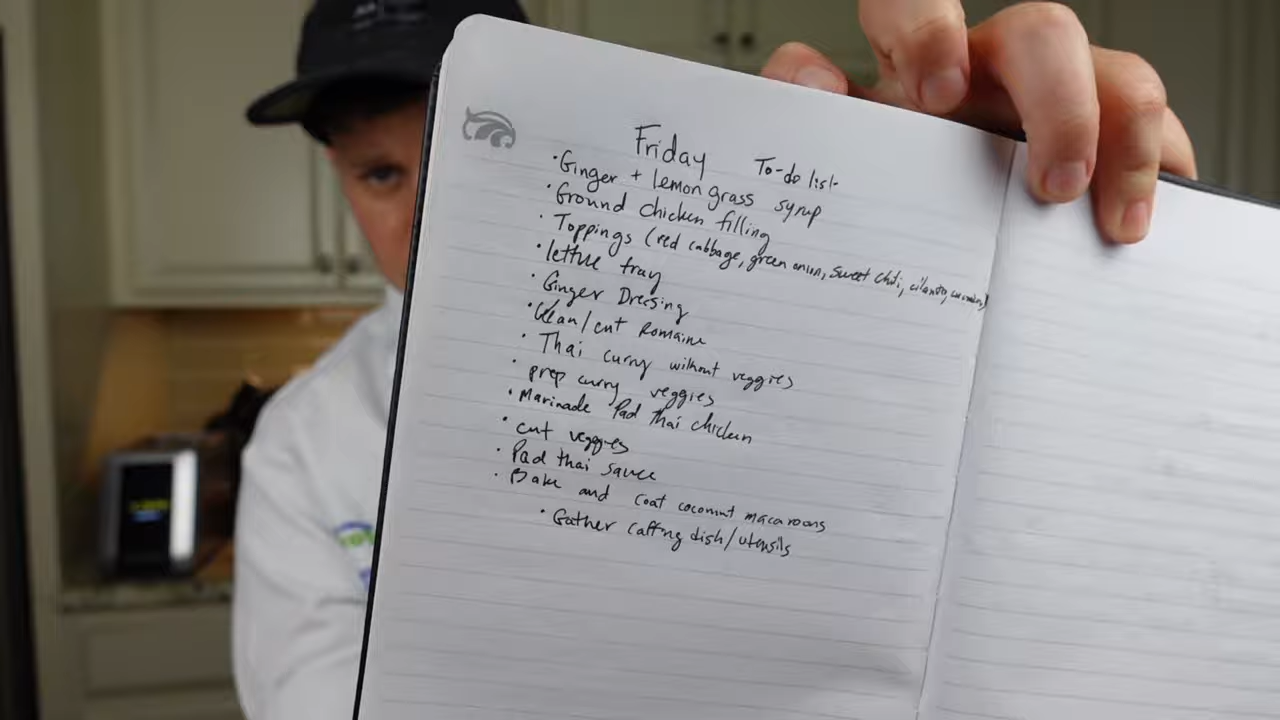 Friday To-do list
• Ginger + lemon grass syrup
• Ground chicken filling
• Toppings (red cabbage, green onion, sweet chili, cilantro, cucumber)
• lettuce tray
• Ginger Dressing
• Clean/cut Romaine
• Thai curry without veggies
• prep curry veggies
• Marinade Pad Thai chicken
• cut veggies
• Pad thai sauce
• Bake and coat coconut macaroons
• Gather dish/utensils